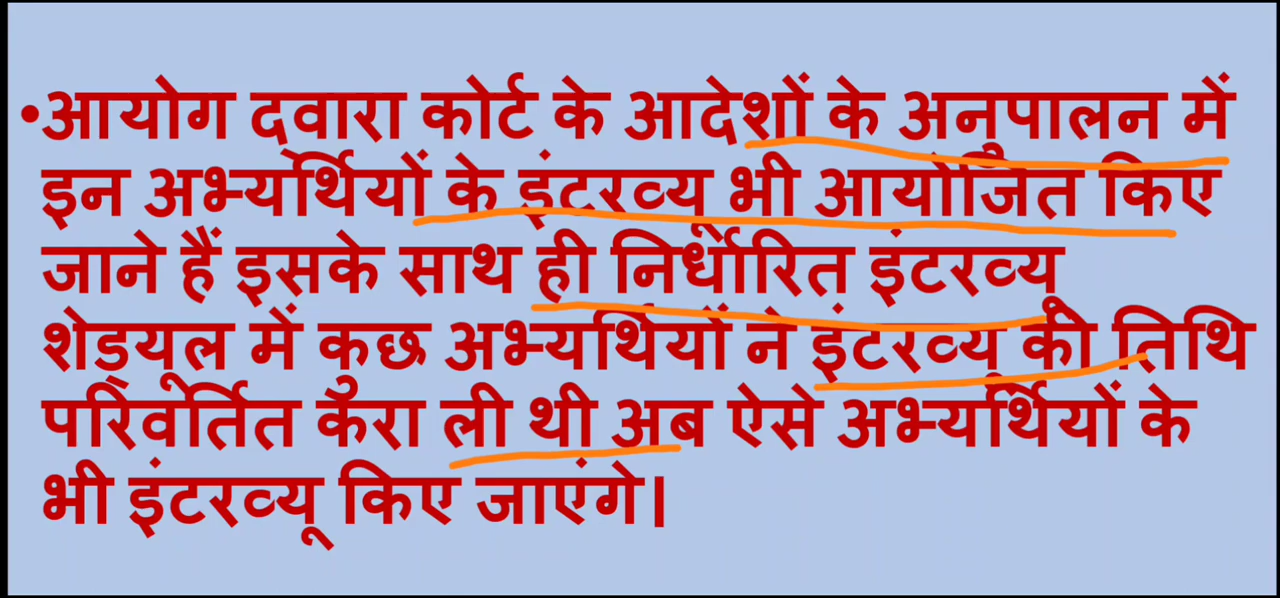 •आयोग दवारा कोर्ट के आदेशों के अनुपालन में
इन अभ्यर्थियों के इंटरव्यू भी आयोजित किए
जाने हैं इसके साथ ही निर्धारित इंटरव्यू
शेड्यूल में कुछ अभ्यर्थियों ने इंटरव्यू की तिथि
परिवर्तित करा ली थी अब ऐसे अभ्यर्थियों के
भी इंटरव्यू किए जाएंगे।